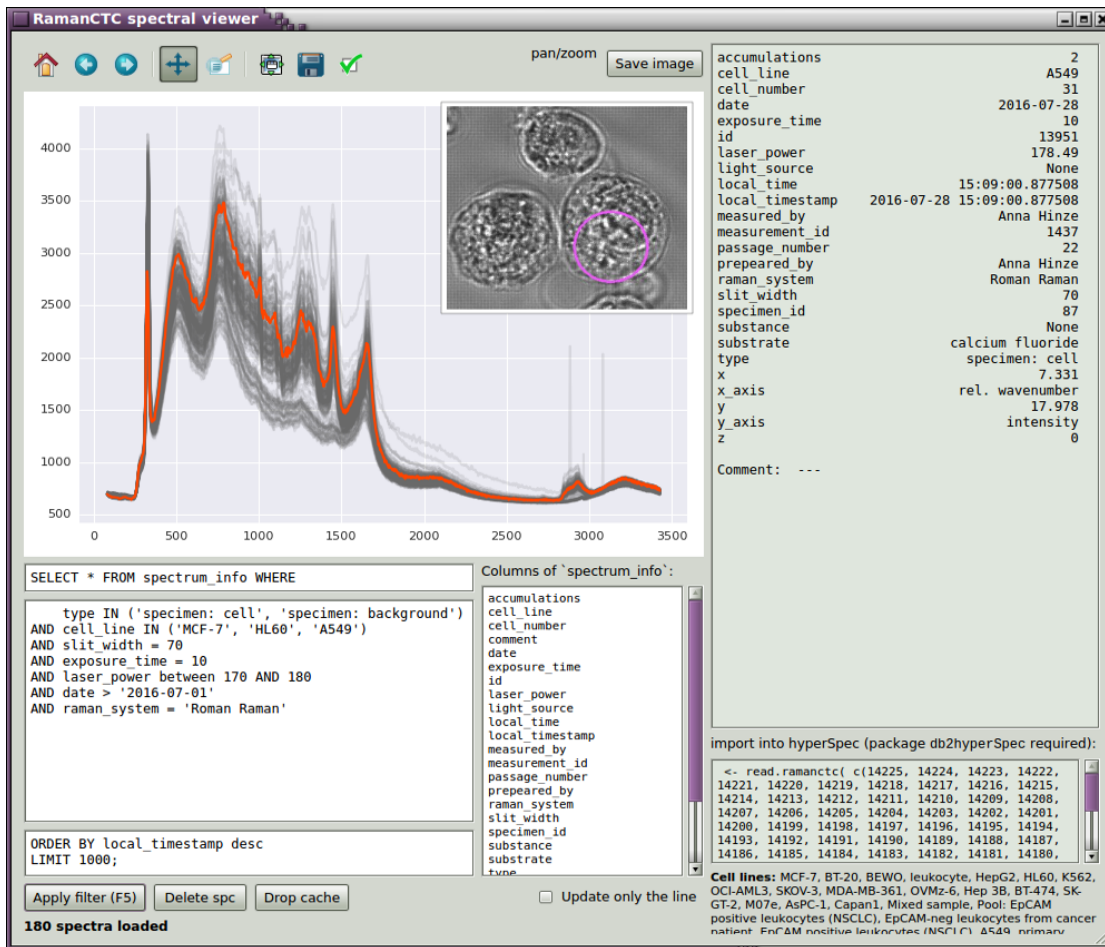 RamanCTC spectral viewer
pan/zoom
Save image
4000
3500
3000
2500
2000
1500
1000
500
0 500 1000 1500 2000 2500 3000 3500
accumulations 2
cell_line A549
cell_number 31
date 2016-07-28
exposure_time 10
id 13951
laser_power 178.49
light_source None
local_time 15:09:00.877508
local_timestamp 2016-07-28 15:09:00.877508
measured_by Anna Hinze
measurement_id 1437
passage_number 22
prepeared_by Anna Hinze
raman_system Roman Raman
slit_width 70
specimen_id 87
substance None
substrate calcium fluoride
type specimen: cell
x 7.331
x_axis rel. wavenumber
y 17.978
y_axis intensity
z 0
Comment: ---
SELECT * FROM spectrum_info WHERE
type IN ('specimen: cell', 'specimen: background')
AND cell_line IN ('MCF-7', 'HL60', 'A549')
AND slit_width = 70
AND exposure_time = 10
AND laser_power between 170 AND 180
AND date > '2016-07-01'
AND raman_system = 'Roman Raman'
ORDER BY local_timestamp desc
LIMIT 1000;
Apply filter (F5)
Delete spc
Drop cache
180 spectra loaded
Columns of `spectrum_info`:
accumulations
cell_line
cell_number
comment
date
exposure_time
id
laser_power
light_source
local_time
local_timestamp
measured_by
measurement_id
passage_number
prepeared_by
raman_system
slit_width
specimen_id
substance
substrate
type
Update only the line
import into hyperSpec (package db2hyperSpec required):
<- read.ramanctc( c(14225, 14224, 14223, 14222,
14221, 14220, 14219, 14218, 14217, 14216, 14215,
14214, 14213, 14212, 14211, 14210, 14209, 14208,
14207, 14206, 14205, 14204, 14203, 14202, 14201,
14200, 14199, 14198, 14197, 14196, 14195, 14194,
14193, 14192, 14191, 14190, 14189, 14188, 14187,
14186, 14185, 14184, 14183, 14182, 14181, 14180,
Cell lines: MCF-7, BT-20, BEWO, leukocyte, HepG2, HL60, K562,
OCI-AML3, SKOV-3, MDA-MB-361, OVMz-6, Hep 3B, BT-474, SK-
GT-2, M07e, AsPC-1, Capan1, Mixed sample, Pool: EpCAM
positive leukocytes (NSCLC), EpCAM-neg leukocytes from cancer
patient, EpCAM positive leukocytes (NSCLC), A549, primary